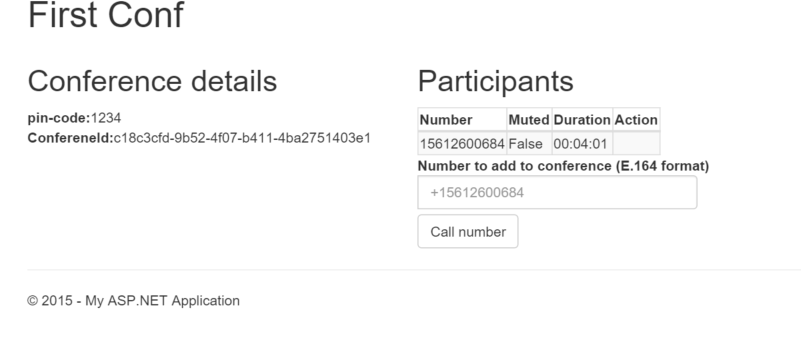 First Conf
Conference details
pin-code:1234
ConfereneId:c18c3cfd-9b52-4f07-b411-4ba2751403e1
Participants
Number Muted Duration Action
15612600684 False 00:04:01
Number to add to conference (E.164 format)
+15612600684
Call number
© 2015 - My ASP.NET Application